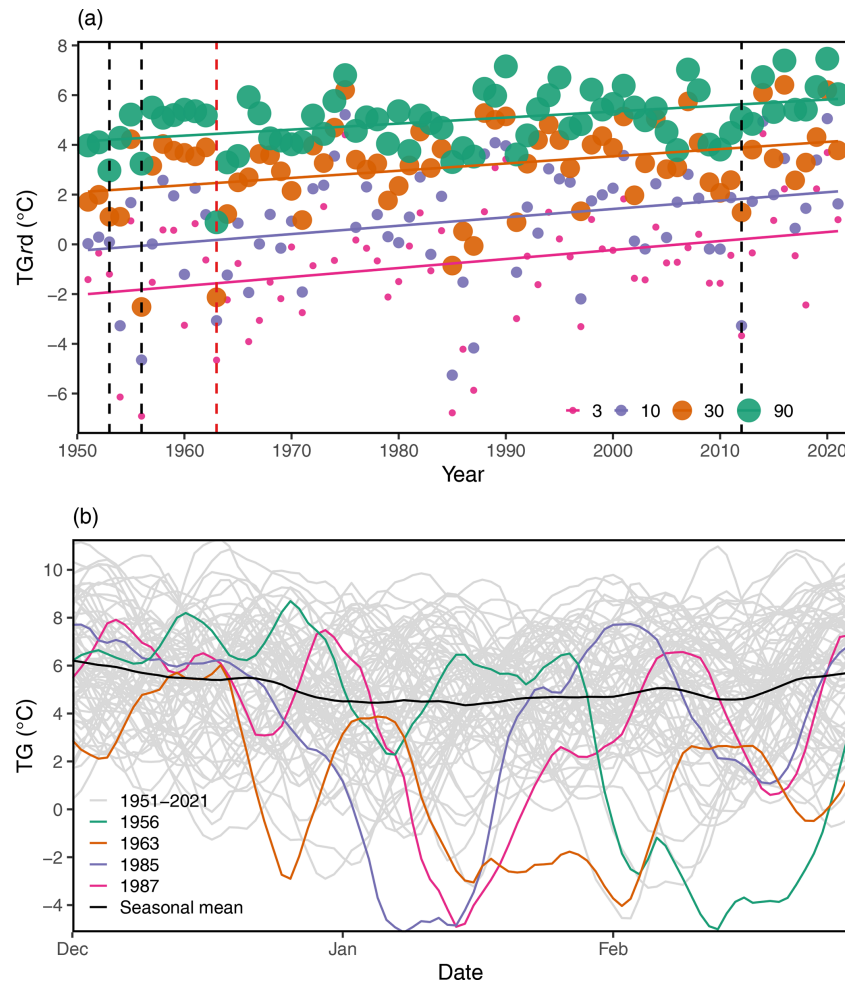 (a)
8
6
4
2
0
−2
−4
−6
TGrd (°C)
3 10 30 90
1950 1960 1970 1980 1990 2000 2010 2020
Year
(b)
10
8
6
4
2
0
−2
−4
TG (°C)
1951−2021
1956
1963
1985
1987
Seasonal mean
Dec Jan Feb
Date